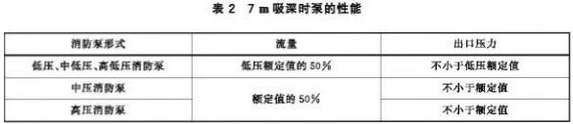 表 2 7 m 吸深时泵的性能
消防泵形式 流量 出口压力
低压、中低压、高低压消防泵 低压额定值的 50% 不小于低压额定值
中压消防泵 额定值的 50% 不小于额定值
高压消防泵 不小于额定值